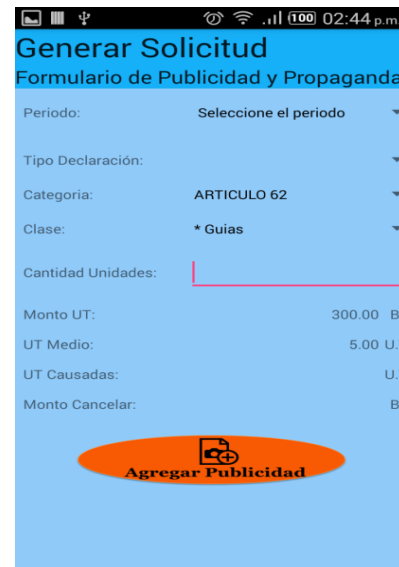 100 02:44 p.m.
Generar Solicitud
Formulario de Publicidad y Propaganda
Periodo: Seleccione el periodo
Tipo Declaración:
Categoria: ARTICULO 62
Clase: * Guias
Cantidad Unidades:
Monto UT: 300.00 B
UT Medio: 5.00 U.
UT Causadas: U.
Monto Cancelar: B
Agregar Publicidad